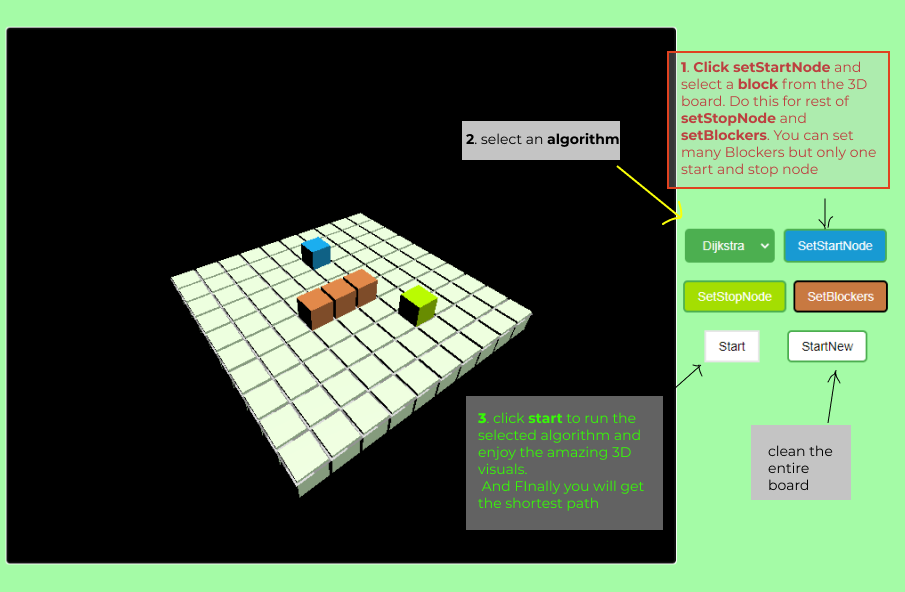 1. Click setStartNode and
select a block from the 3D
board. Do this for rest of
setStopNode and
setBlockers. You can set
many Blockers but only one
start and stop node
2. select an algorithm
Dijkstra
SetStartNode
SetStopNode
SetBlockers
Start
StartNew
3. click start to run the
selected algorithm and
enjoy the amazing 3D
visuals.
And FInally you will get
the shortest path
clean the
entire
board